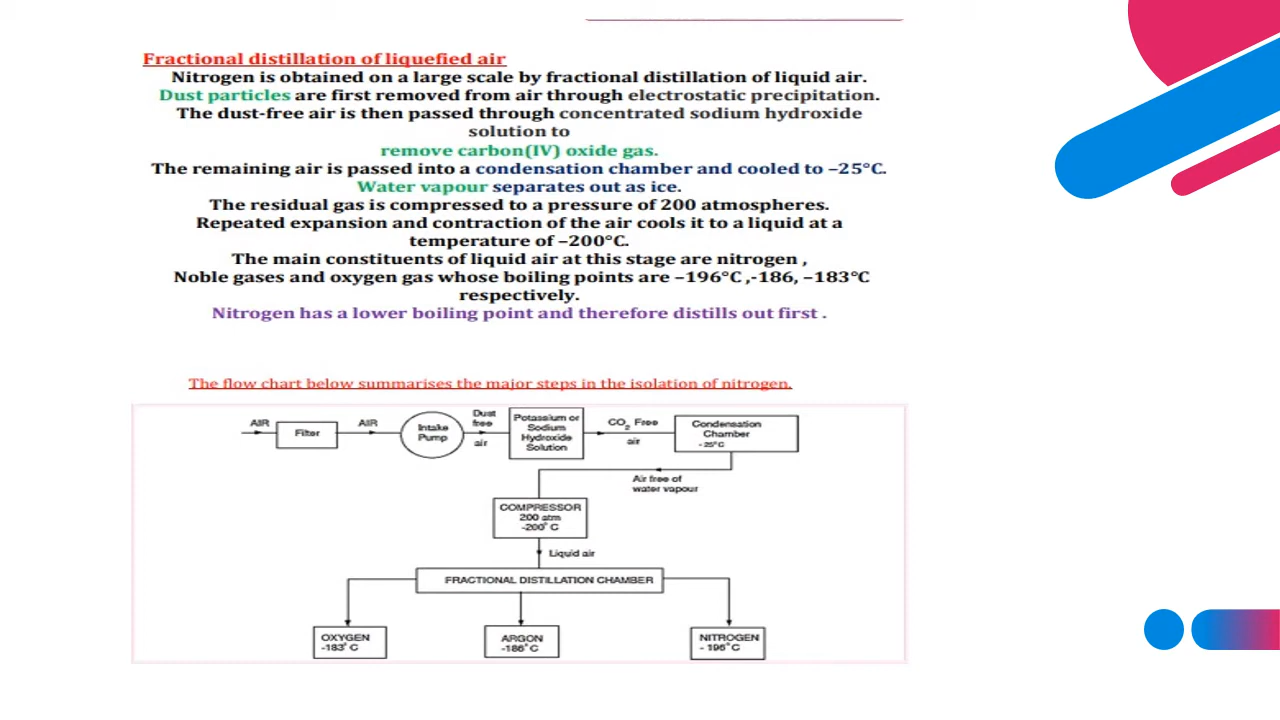 Fractional distillation of liquefied air
Nitrogen is obtained on a large scale by fractional distillation of liquid air.
Dust particles are first removed from air through electrostatic precipitation.
The dust-free air is then passed through concentrated sodium hydroxide
solution to
remove carbon(IV) oxide gas.
The remaining air is passed into a condensation chamber and cooled to –25°C.
Water vapour separates out as ice.
The residual gas is compressed to a pressure of 200 atmospheres.
Repeated expansion and contraction of the air cools it to a liquid at a
temperature of –200°C.
The main constituents of liquid air at this stage are nitrogen ,
Noble gases and oxygen gas whose boiling points are –196°C ,-186, –183°C
respectively.
Nitrogen has a lower boiling point and therefore distills out first .
The flow chart below summarises the major steps in the isolation of nitrogen.
AIR
Filter
AIR
Intake
Pump
Dust
free
air
Potassium or
Sodium
Hydroxide
Solution
CO2 Free
air
Condensation
Chamber
- 25°C
Air free of
water vapour
COMPRESSOR
200 atm
-200°C
Liquid air
FRACTIONAL DISTILLATION CHAMBER
OXYGEN
-183°C
ARGON
-186°C
NITROGEN
- 196°C